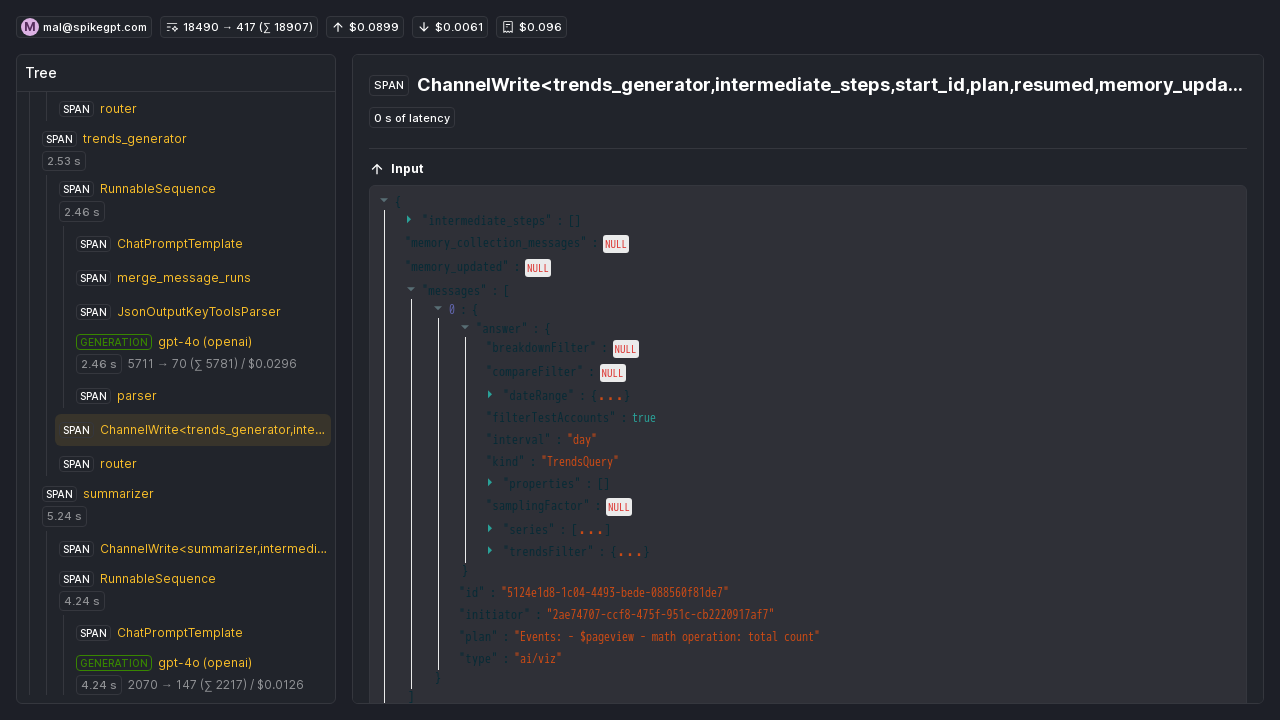 M mal@spikegpt.com 18490 → 417 (∑ 18907) $0.0899 $0.0061 $0.096
Tree
SPAN router
SPAN trends_generator
2.53 s
SPAN RunnableSequence
2.46 s
SPAN ChatPromptTemplate
SPAN merge_message_runs
SPAN JsonOutputKeyToolsParser
GENERATION gpt-4o (openai)
2.46 s 5711 → 70 (∑ 5781) / $0.0296
SPAN parser
SPAN ChannelWrite<trends_generator,inte...
SPAN router
SPAN summarizer
5.24 s
SPAN ChannelWrite<summarizer,intermedi...
SPAN RunnableSequence
4.24 s
SPAN ChatPromptTemplate
GENERATION gpt-4o (openai)
4.24 s 2070 → 147 (∑ 2217) / $0.0126
SPAN ChannelWrite<trends_generator,intermediate_steps,start_id,plan,resumed,memory_upda...
0 s of latency
Input
{
"intermediate_steps" : []
"memory_collection_messages" : NULL
"memory_updated" : NULL
"messages" : [
0 : {
"answer" : {
"breakdownFilter" : NULL
"compareFilter" : NULL
"dateRange" : {...}
"filterTestAccounts" : true
"interval" : "day"
"kind" : "TrendsQuery"
"properties" : []
"samplingFactor" : NULL
"series" : [...]
"trendsFilter" : {...}
}
"id" : "5124e1d8-1c04-4493-bede-088560f81de7"
"initiator" : "2ae74707-ccf8-475f-951c-cb2220917af7"
"plan" : "Events: - $pageview - math operation: total count"
"type" : "ai/viz"
}
]